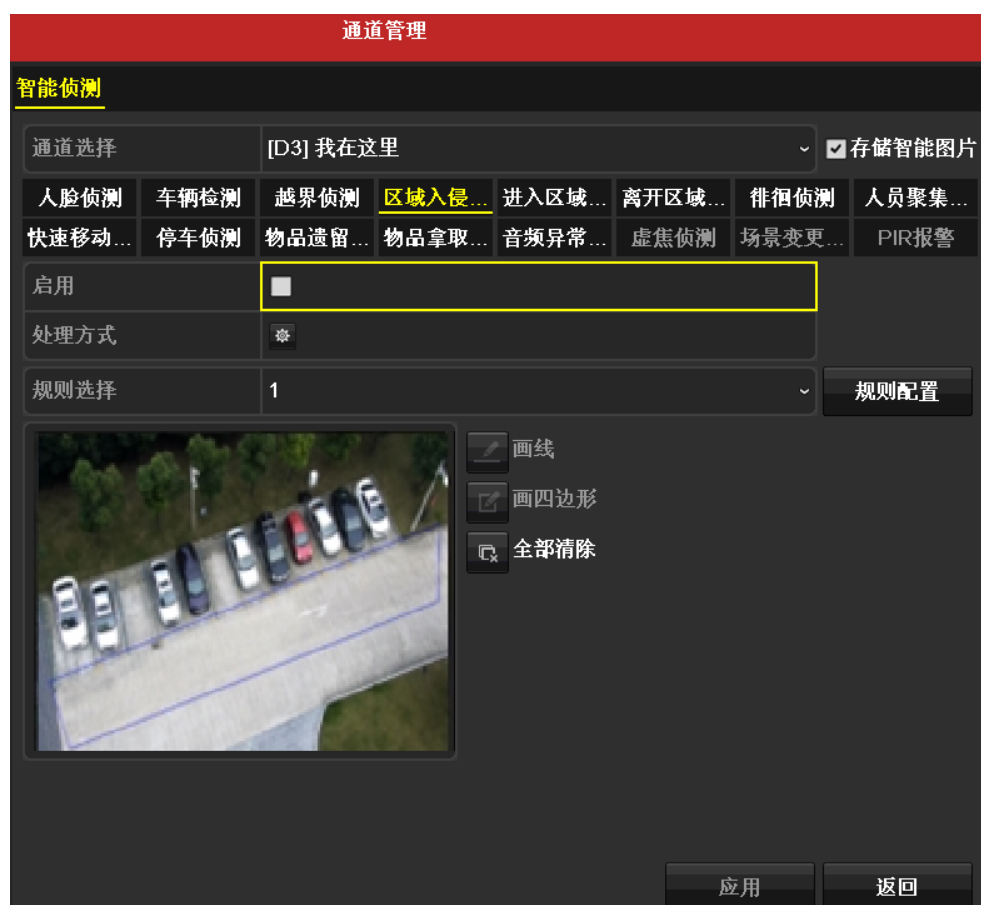 通道管理
智能侦测
通道选择 [D3] 我在这里 存储智能图片
人脸侦测 车辆检测 越界侦测 区域入侵... 进入区域... 离开区域... 徘徊侦测 人员聚集...
快速移动... 停车侦测 物品遗留... 物品拿取... 音频异常... 虚焦侦测 场景变更... PIR报警
启用
处理方式
规则选择 1 规则配置
画线
画四边形
全部清除
应用 返回